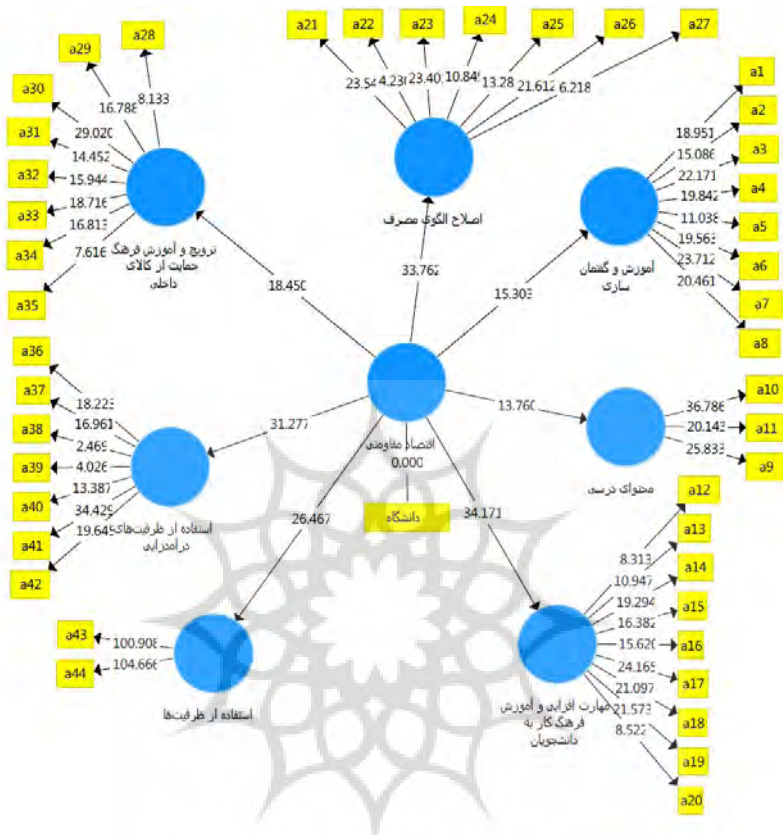 a21
a22
a23
a24
a25
a26
a27
23.54
23.40
13.28
21.612
6.218
اصلاح الگوی مصرف
33.762
a28
a29
a30
a31
a32
a33
a34
a35
8.133
16.788
29.020
14.452
15.944
18.716
16.813
7.616
ترویج و آموزش فرهنگ
حمایت از کالای
داخلی
18.450
a1
a2
a3
a4
a5
a6
a7
a8
18.951
15.086
22.171
19.842
11.038
19.563
23.712
20.461
آموزش و گفتمان
سازی
15.303
a10
a11
a9
36.786
20.143
25.833
محتوای درسی
13.760
اقتصاد مقاومتی
0.000
دانشگاه
a36
a37
a38
a39
a40
a41
a42
18.223
16.961
2.469
4.026
13.387
34.429
19.649
استفاده از ظرفیت‌های
درآمدزایی
31.277
a43
a44
100.908
104.666
استفاده از ظرفیت‌ها
26.467
a12
a13
a14
a15
a16
a17
a18
a19
a20
8.313
10.947
19.294
16.382
15.620
24.165
21.097
21.573
8.522
مهارت افزایی و آموزش
فرهنگ کار به
دانشجویان
34.171